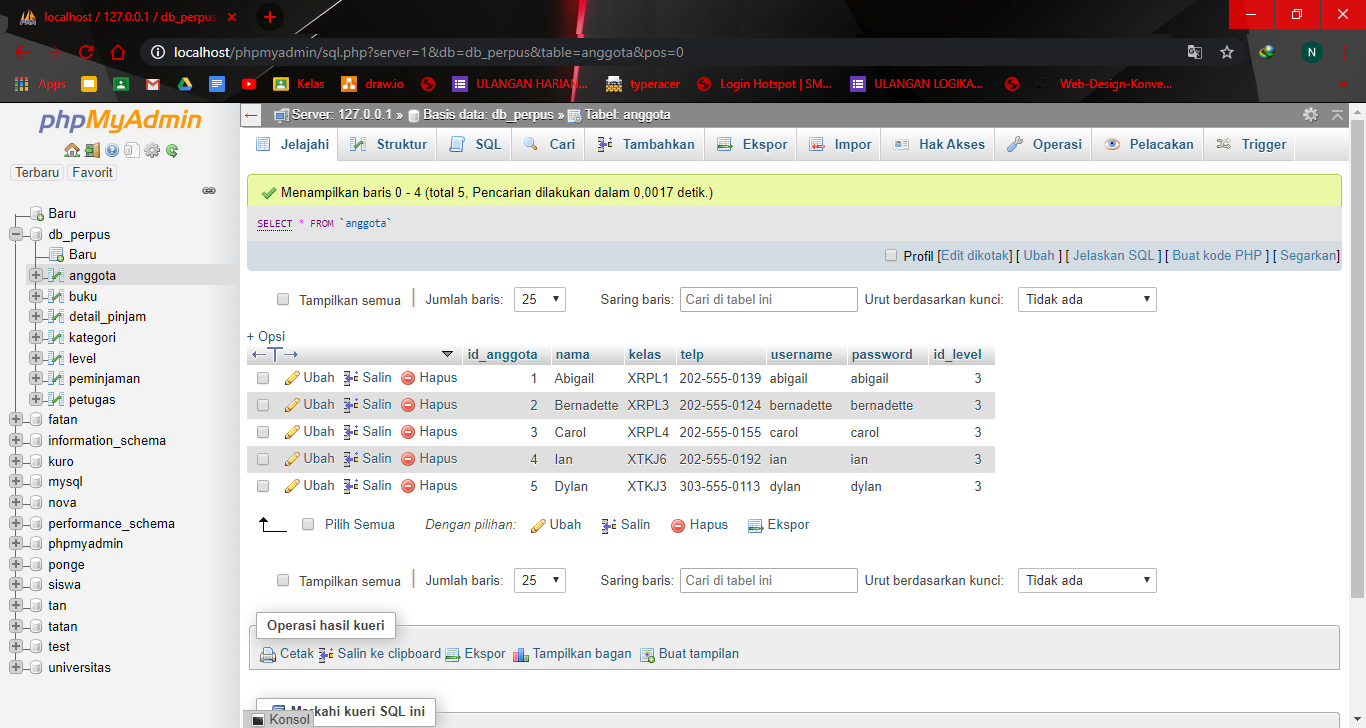 localhost / 127.0.0.1 / db_perpus
localhost/phpmyadmin/sql.php?server=1&db=db_perpus&table=anggota&pos=0
N
Apps Kelas draw.io ULANGAN HARIAN... typeracer Login Hotspot | SM... ULANGAN LOGIKA... Web-Design-Konve...
phpMyAdmin
Terbaru Favorit
Baru
db_perpus
Baru
anggota
buku
detail_pinjam
kategori
level
peminjaman
petugas
fatan
information_schema
kuro
mysql
nova
performance_schema
phpmyadmin
ponge
siswa
tan
tatan
test
universitas
Server: 127.0.0.1 » Basis data: db_perpus » Tabel: anggota
Jelajahi Struktur SQL Cari Tambahkan Ekspor Impor Hak Akses Operasi Pelacakan Trigger
Menampilkan baris 0 - 4 (total 5, Pencarian dilakukan dalam 0,0017 detik.)
SELECT * FROM `anggota`
Profil [Edit dikotak] [ Ubah ] [ Jelaskan SQL ] [ Buat kode PHP ] [ Segarkan]
Tampilkan semua | Jumlah baris: 25 Saring baris: Cari di tabel ini Urut berdasarkan kunci: Tidak ada
+ Opsi
←T→ id_anggota nama kelas telp username password id_level
Ubah Salin Hapus 1 Abigail XRPL1 202-555-0139 abigail abigail 3
Ubah Salin Hapus 2 Bernadette XRPL3 202-555-0124 bernadette bernadette 3
Ubah Salin Hapus 3 Carol XRPL4 202-555-0155 carol carol 3
Ubah Salin Hapus 4 Ian XTKJ6 202-555-0192 ian ian 3
Ubah Salin Hapus 5 Dylan XTKJ3 303-555-0113 dylan dylan 3
Pilih Semua Dengan pilihan: Ubah Salin Hapus Ekspor
Tampilkan semua | Jumlah baris: 25 Saring baris: Cari di tabel ini Urut berdasarkan kunci: Tidak ada
Operasi hasil kueri
Cetak Salin ke clipboard Ekspor Tampilkan bagan Buat tampilan
kahi kueri SQL ini
Konsol